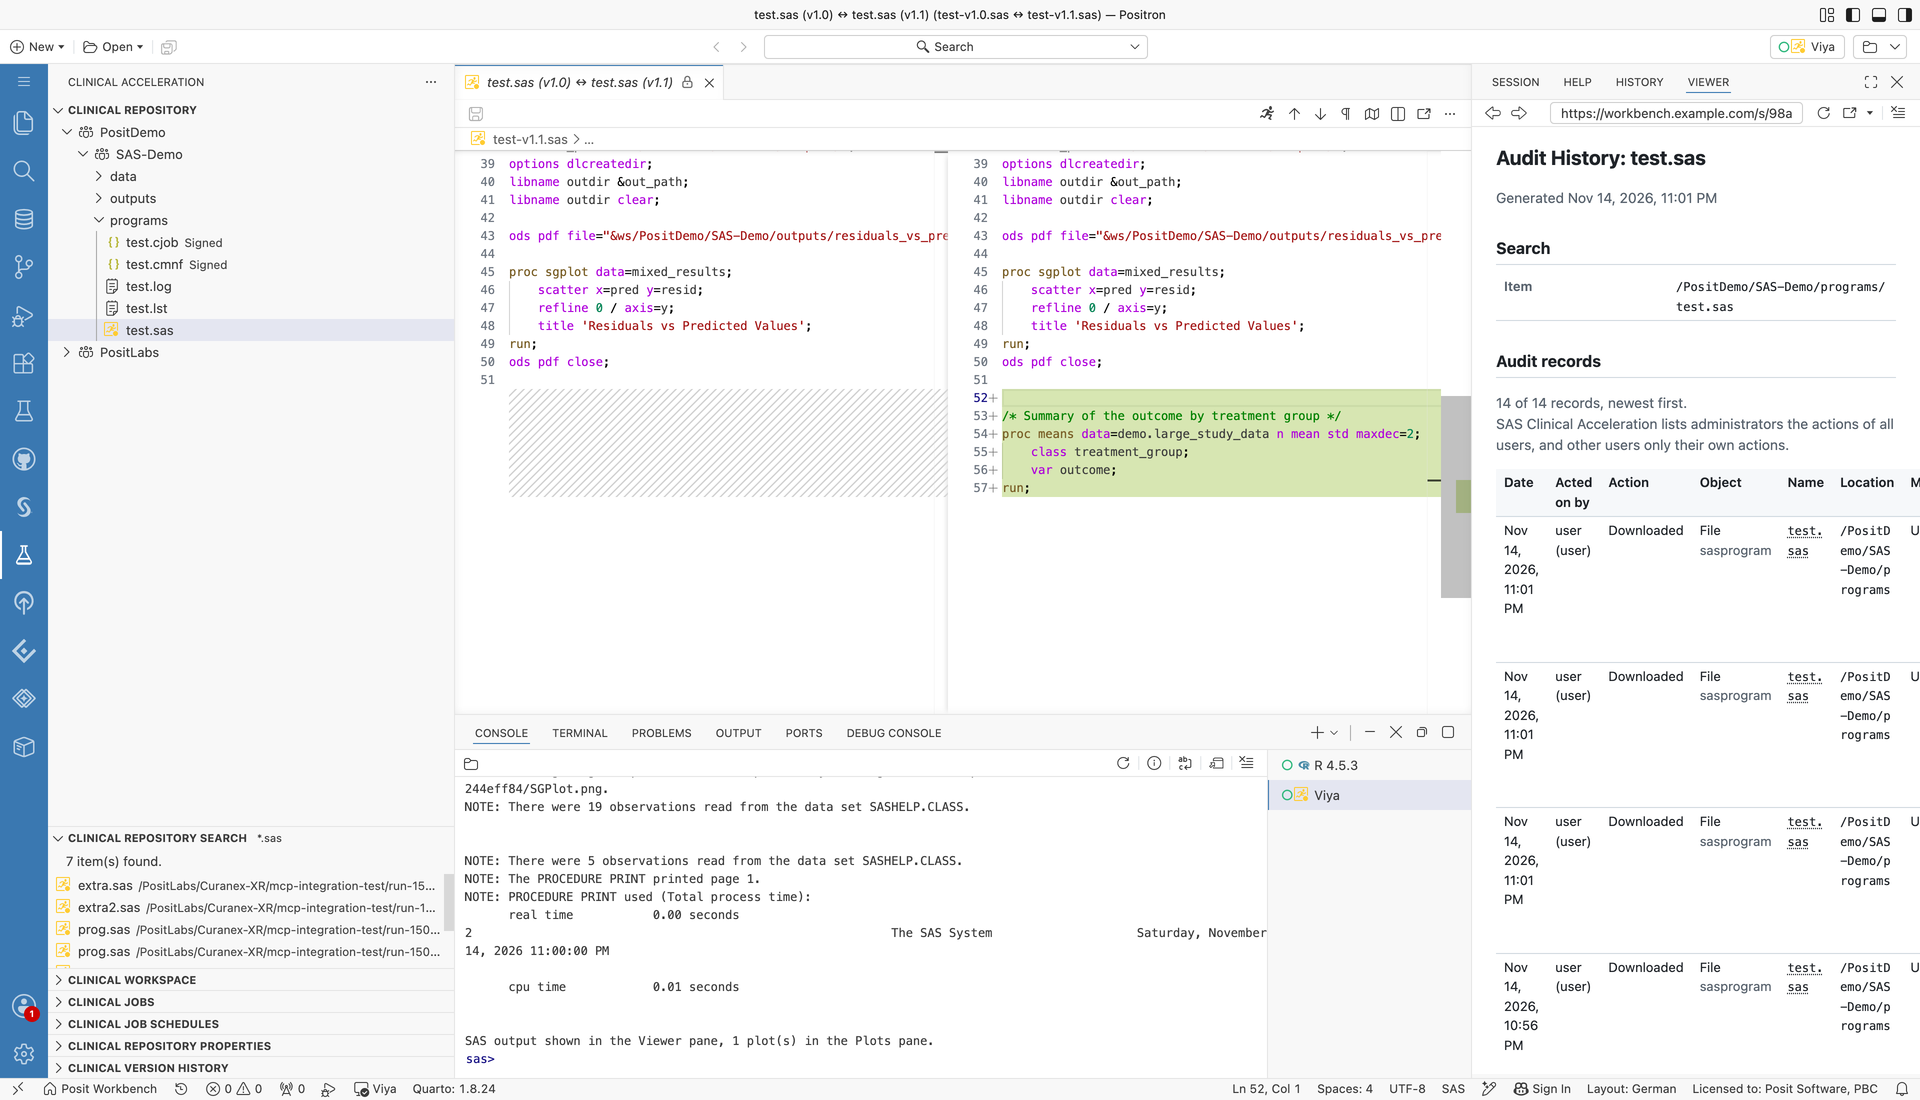 test.sas (v1.0) ↔ test.sas (v1.1) (test-v1.0.sas ↔ test-v1.1.sas) — Positron
New
Open
Search
Viya
CLINICAL ACCELERATION
CLINICAL REPOSITORY
PositDemo
SAS-Demo
data
outputs
programs
test.cjob Signed
test.cmnf Signed
test.log
test.lst
test.sas
PositLabs
CLINICAL REPOSITORY SEARCH *.sas
7 item(s) found.
extra.sas /PositLabs/Curanex-XR/mcp-integration-test/run-15...
extra2.sas /PositLabs/Curanex-XR/mcp-integration-test/run-1...
prog.sas /PositLabs/Curanex-XR/mcp-integration-test/run-150...
prog.sas /PositLabs/Curanex-XR/mcp-integration-test/run-150...
CLINICAL WORKSPACE
CLINICAL JOBS
CLINICAL JOB SCHEDULES
CLINICAL REPOSITORY PROPERTIES
CLINICAL VERSION HISTORY
1
test.sas (v1.0) ↔ test.sas (v1.1)
test-v1.1.sas > ...
39 options dlcreatedir;
40 libname outdir &out_path;
41 libname outdir clear;
42
43 ods pdf file="&ws/PositDemo/SAS-Demo/outputs/residuals_vs_pre
44
45 proc sgplot data=mixed_results;
46 scatter x=pred y=resid;
47 refline 0 / axis=y;
48 title 'Residuals vs Predicted Values';
49 run;
50 ods pdf close;
51
39 options dlcreatedir;
40 libname outdir &out_path;
41 libname outdir clear;
42
43 ods pdf file="&ws/PositDemo/SAS-Demo/outputs/residuals_vs_pre
44
45 proc sgplot data=mixed_results;
46 scatter x=pred y=resid;
47 refline 0 / axis=y;
48 title 'Residuals vs Predicted Values';
49 run;
50 ods pdf close;
51
52+
53+ /* Summary of the outcome by treatment group */
54+ proc means data=demo.large_study_data n mean std maxdec=2;
55+ class treatment_group;
56+ var outcome;
57+ run;
CONSOLE TERMINAL PROBLEMS OUTPUT PORTS DEBUG CONSOLE
244eff84/SGPlot.png.
NOTE: There were 19 observations read from the data set SASHELP.CLASS.
NOTE: There were 5 observations read from the data set SASHELP.CLASS.
NOTE: The PROCEDURE PRINT printed page 1.
NOTE: PROCEDURE PRINT used (Total process time):
real time 0.00 seconds
2 The SAS System Saturday, November
14, 2026 11:00:00 PM
cpu time 0.01 seconds
SAS output shown in the Viewer pane, 1 plot(s) in the Plots pane.
sas>
R 4.5.3
Viya
SESSION HELP HISTORY VIEWER
https://workbench.example.com/s/98a
Audit History: test.sas
Generated Nov 14, 2026, 11:01 PM
Search
Item /PositDemo/SAS-Demo/programs/
test.sas
Audit records
14 of 14 records, newest first.
SAS Clinical Acceleration lists administrators the actions of all
users, and other users only their own actions.
Date Acted Action Object Name Location M
on by
Nov user Downloaded File test. /PositD U
14, (user) sasprogram sas emo/SAS
2026, -Demo/p
11:01 rograms
PM
Nov user Downloaded File test. /PositD U
14, (user) sasprogram sas emo/SAS
2026, -Demo/p
11:01 rograms
PM
Nov user Downloaded File test. /PositD U
14, (user) sasprogram sas emo/SAS
2026, -Demo/p
11:01 rograms
PM
Nov user Downloaded File test. /PositD U
14, (user) sasprogram sas emo/SAS
2026, -Demo/p
10:56 rograms
PM
Posit Workbench 0 0 0 Viya Quarto: 1.8.24 Ln 52, Col 1 Spaces: 4 UTF-8 SAS Sign In Layout: German Licensed to: Posit Software, PBC